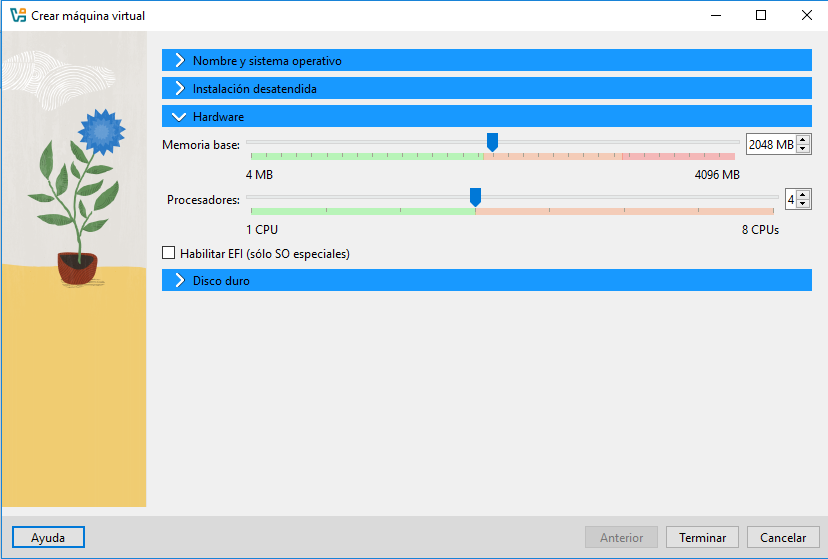 Crear máquina virtual
Nombre y sistema operativo
Instalación desatendida
Hardware
Memoria base:
2048 MB
4 MB
4096 MB
Procesadores:
4
1 CPU
8 CPUs
Habilitar EFI (sólo SO especiales)
Disco duro
Ayuda
Anterior
Terminar
Cancelar